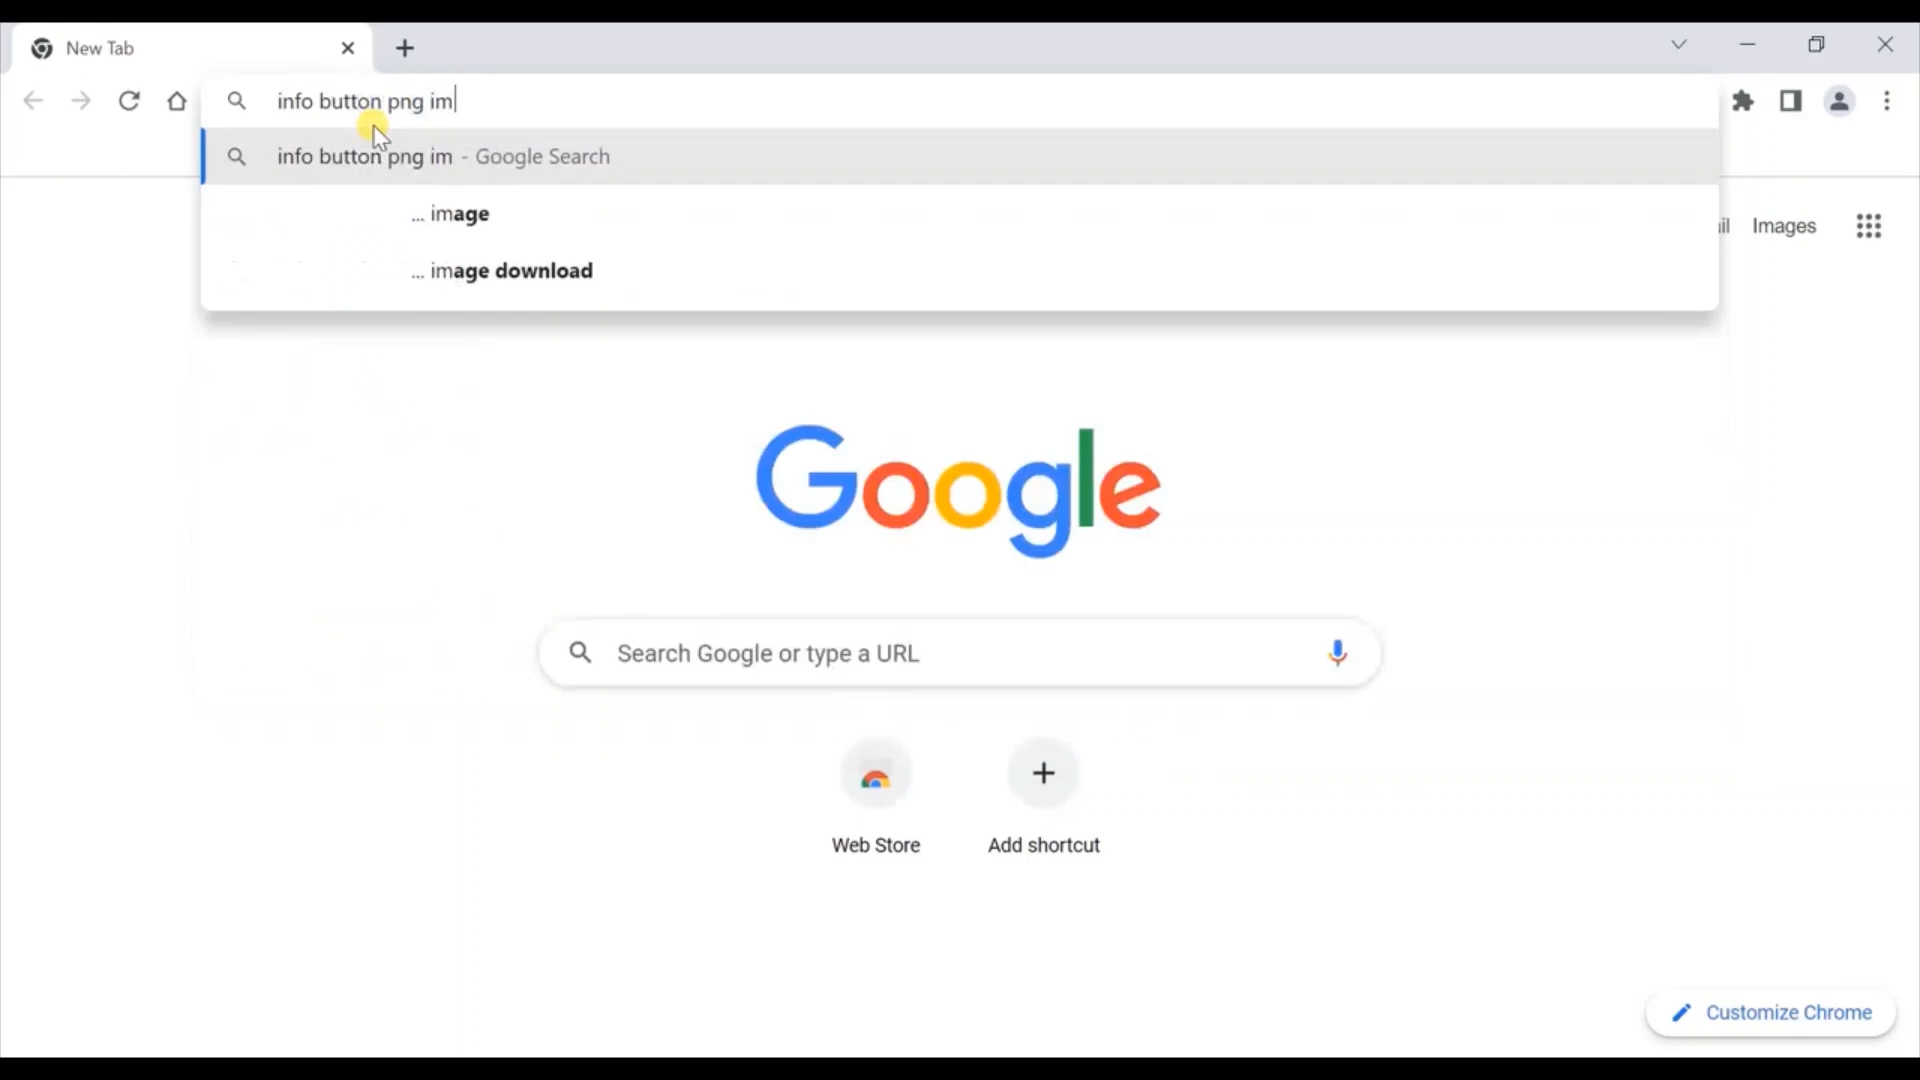 New Tab
info button png im
info button png im - Google Search
... image
... image download
il Images
Google
Search Google or type a URL
Web Store Add shortcut
Customize Chrome